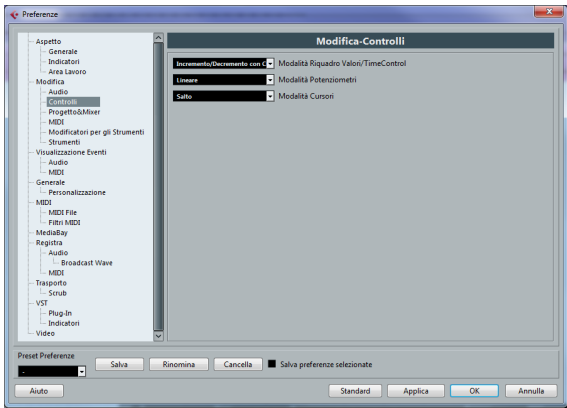 Preferenze
Aspetto
Generale
Indicatori
Area Lavoro
Modifica
Audio
Controlli
Progetto&Mixer
MIDI
Modificatori per gli Strumenti
Strumenti
Visualizzazione Eventi
Audio
MIDI
Generale
Personalizzazione
MIDI
MIDI File
Filtri MIDI
MediaBay
Registra
Audio
Broadcast Wave
MIDI
Trasporto
Scrub
VST
Plug-In
Indicatori
Video
Modifica-Controlli
Incremento/Decremento con C Modalità Riquadro Valori/TimeControl
Lineare Modalità Potenziometri
Salto Modalità Cursori
Preset Preferenze
-
Salva Rinomina Cancella Salva preferenze selezionate
Aiuto Standard Applica OK Annulla